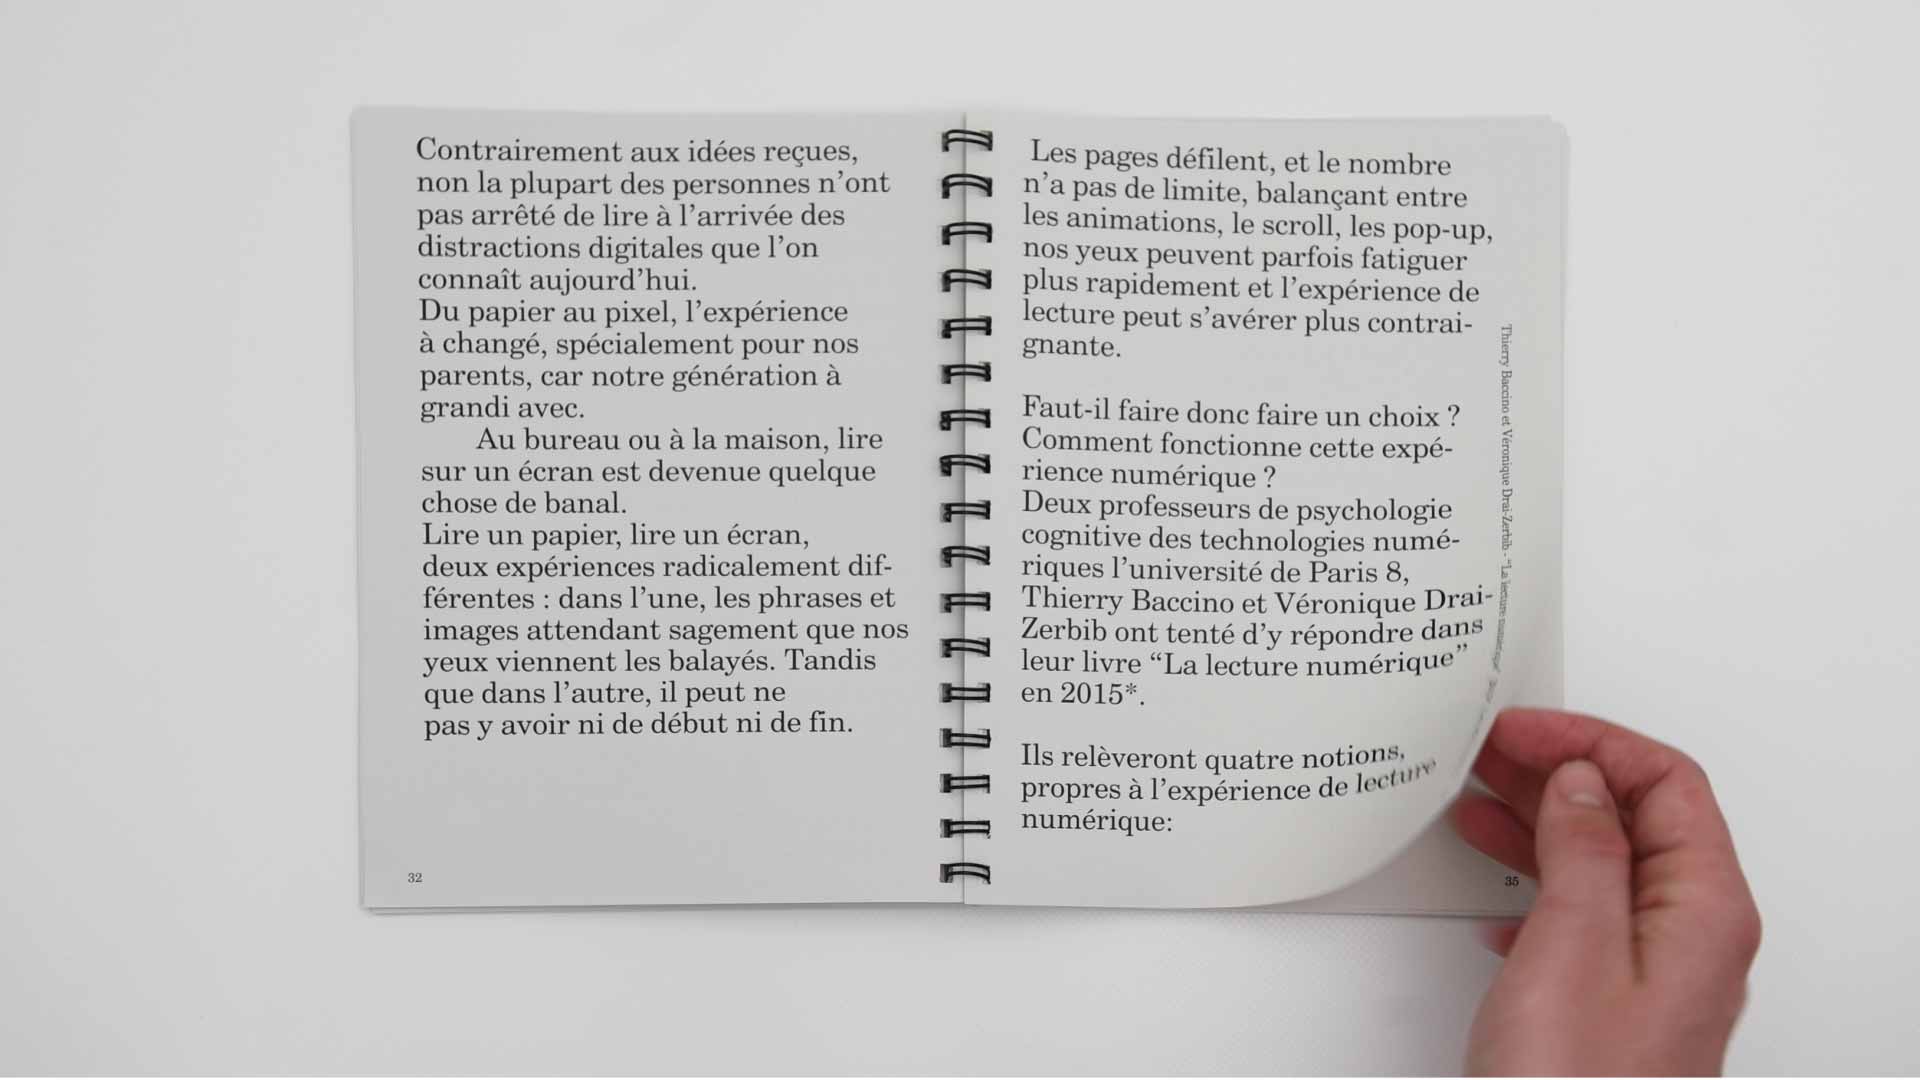 Contrairement aux idées reçues,
non la plupart des personnes n’ont
pas arrêté de lire à l’arrivée des
distractions digitales que l’on
connaît aujourd’hui.
Du papier au pixel, l’expérience
à changé, spécialement pour nos
parents, car notre génération à
grandi avec.
Au bureau ou à la maison, lire
sur un écran est devenue quelque
chose de banal.
Lire un papier, lire un écran,
deux expériences radicalement dif-
férentes : dans l’une, les phrases et
images attendant sagement que nos
yeux viennent les balayés. Tandis
que dans l’autre, il peut ne
pas y avoir ni de début ni de fin.
32
Les pages défilent, et le nombre
n’a pas de limite, balançant entre
les animations, le scroll, les pop-up,
nos yeux peuvent parfois fatiguer
plus rapidement et l’expérience de
lecture peut s’avérer plus contrai-
gnante.
Faut-il faire donc faire un choix ?
Comment fonctionne cette expé-
rience numérique ?
Deux professeurs de psychologie
cognitive des technologies numé-
riques l’université de Paris 8,
Thierry Baccino et Véronique Drai-
Zerbib ont tenté d’y répondre dans
leur livre “La lecture numérique”
en 2015*.
Ils relèveront quatre notions,
propres à l’expérience de lecture
numérique:
Thierry Baccino et Véronique Drai-Zerbib - “La lecture numérique”
35